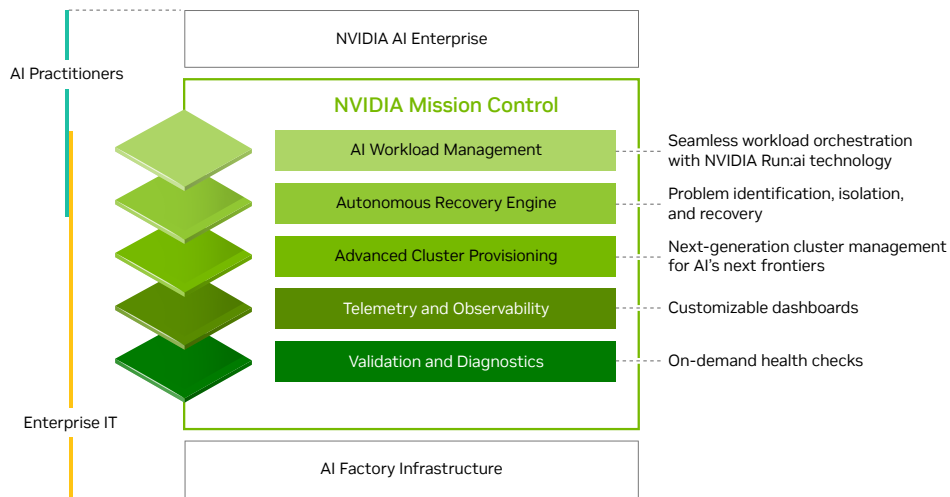 NVIDIA AI Enterprise
AI Practitioners
NVIDIA Mission Control
AI Workload Management
Seamless workload orchestration
with NVIDIA Run:ai technology
Autonomous Recovery Engine
Problem identification, isolation,
and recovery
Advanced Cluster Provisioning
Next-generation cluster management
for AI’s next frontiers
Telemetry and Observability
Customizable dashboards
Validation and Diagnostics
On-demand health checks
Enterprise IT
AI Factory Infrastructure